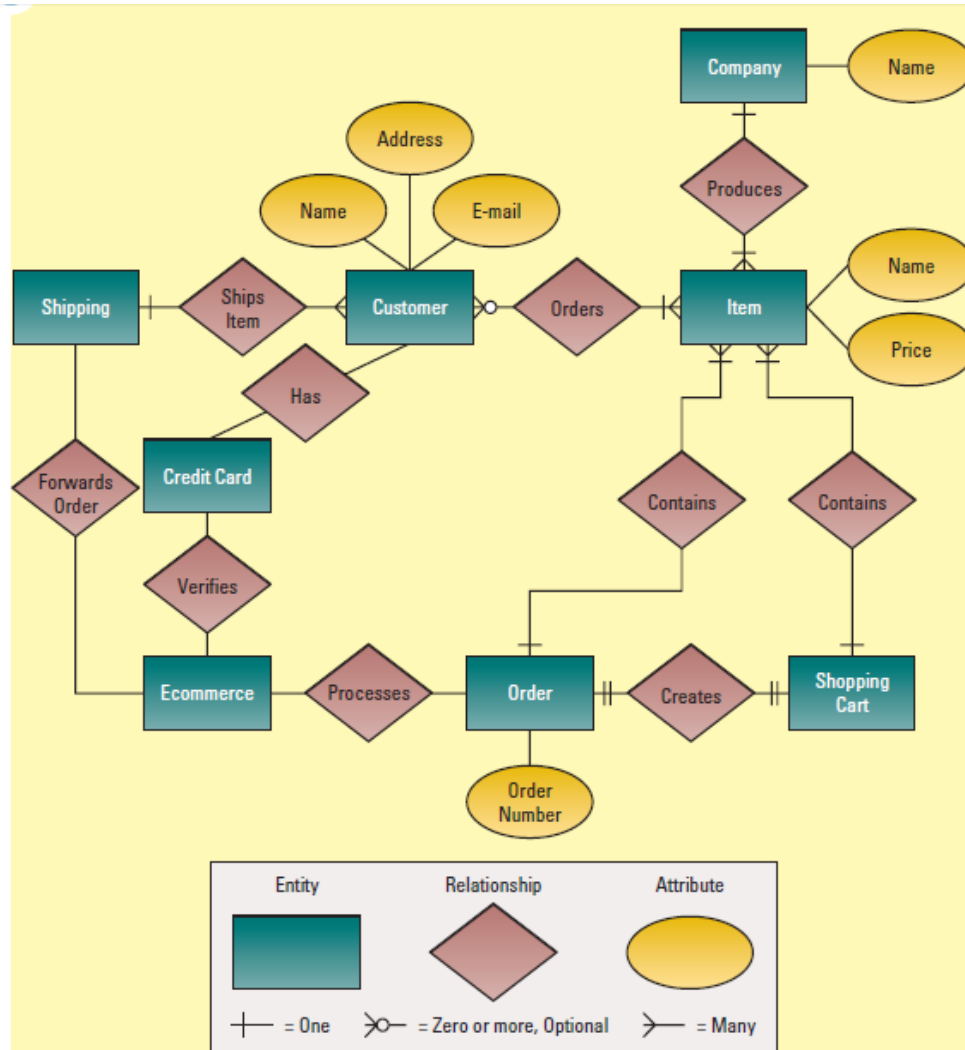 Company
Name
Address
Produces
Name
E-mail
Name
Shipping
Ships
Item
Customer
Orders
Item
Price
Has
Credit Card
Forwards
Order
Contains
Contains
Verifies
Ecommerce
Processes
Order
Creates
Shopping
Cart
Order
Number
Entity
Relationship
Attribute
= One
= Zero or more, Optional
= Many